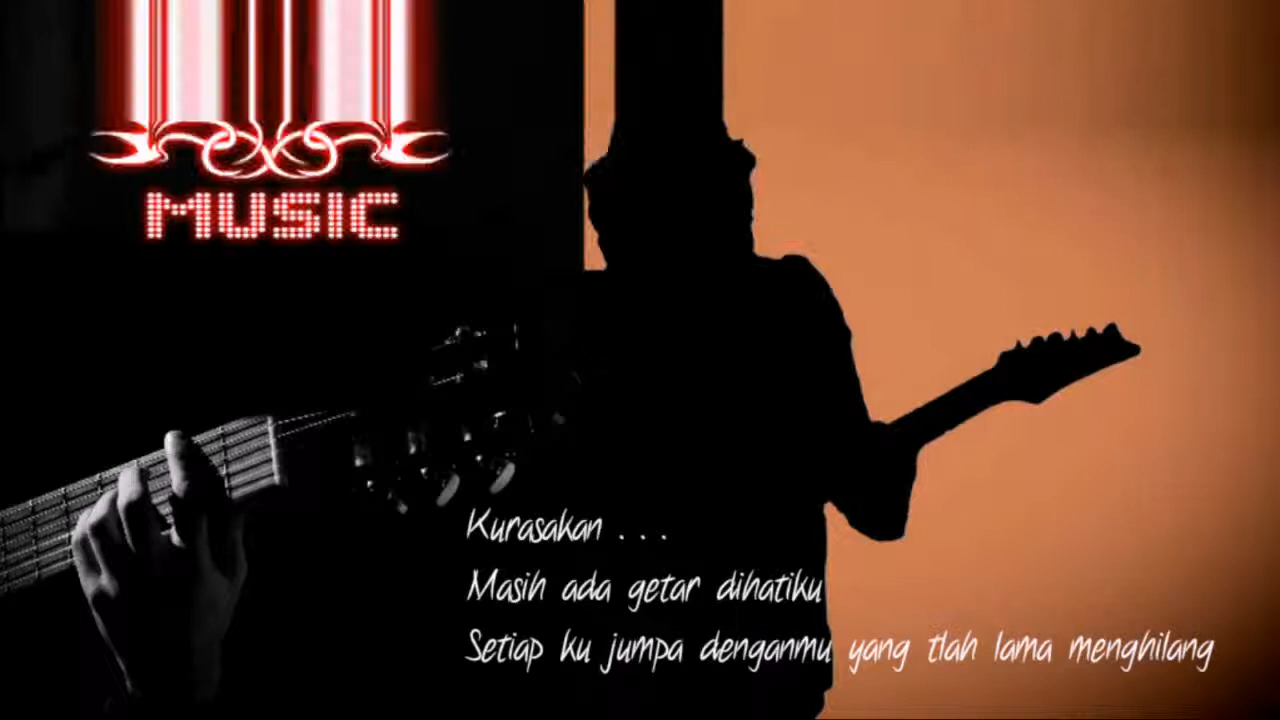 MUSIC
Kurasakan . . .
Masih ada getar dihatiku
Setiap ku jumpa denganmu yang tlah lama menghilang